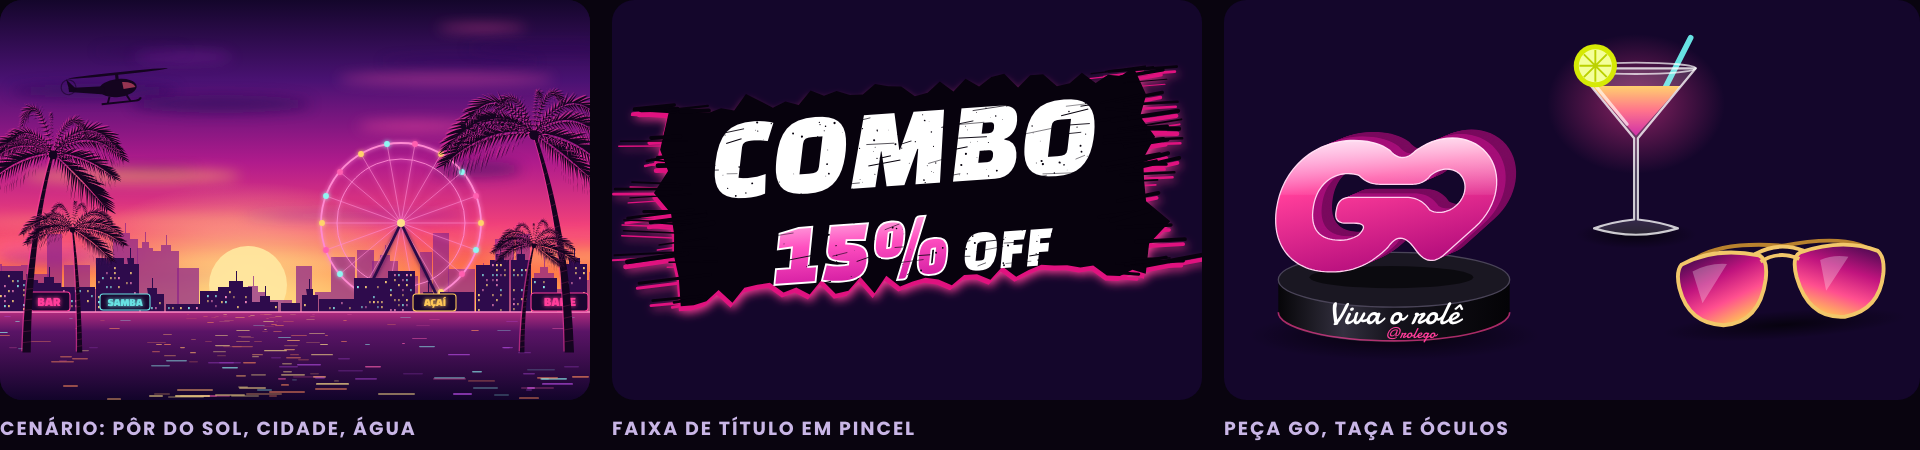 BAR
SAMBA
AÇAÍ
CENÁRIO: PÔR DO SOL, CIDADE, ÁGUA
COMBO
15% OFF
FAIXA DE TÍTULO EM PINCEL
GO
Viva o rolê
@rolego
PEÇA GO, TAÇA E ÓCULOS